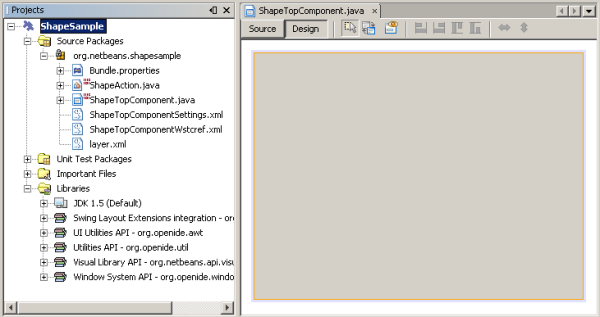 Projects
ShapeSample
Source Packages
org.netbeans.shapesample
Bundle.properties
ShapeAction.java
ShapeTopComponent.java
ShapeTopComponentSettings.xml
ShapeTopComponentWstcref.xml
layer.xml
Unit Test Packages
Important Files
Libraries
JDK 1.5 (Default)
Swing Layout Extensions integration - org
UI Utilities API - org.openide.awt
Utilities API - org.openide.util
Visual Library API - org.netbeans.api.visu
Window System API - org.openide.windo
ShapeTopComponent.java
Source Design